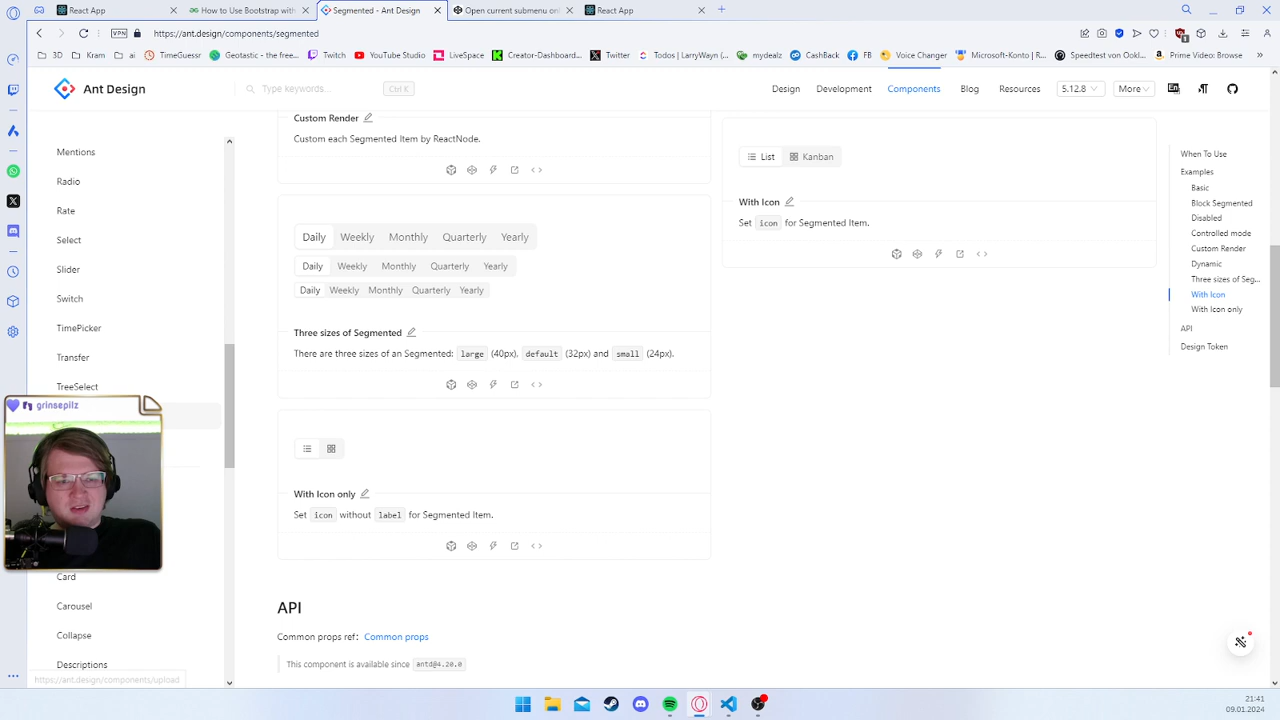 React App
How to Use Bootstrap with
Segmented - Ant Design
Open current submenu onl
React App
VPN
https://ant.design/components/segmented
3D
Kram
ai
TimeGuessr
Geotastic - the free...
Twitch
YouTube Studio
LiveSpace
Creator-Dashboard...
Twitter
Todos | LarryWayn...
mydealz
CashBack
FB
Voice Changer
Microsoft-Konto | R...
Speedtest von Ookl...
Prime Video: Browse
Ant Design
Type keywords...
Ctrl K
Design
Development
Components
Blog
Resources
5.12.8
More
Mentions
Radio
Rate
Select
Slider
Switch
TimePicker
Transfer
TreeSelect
grinsepilz
Card
Carousel
Collapse
Descriptions
https://ant.design/components/upload
Custom Render
Custom each Segmented Item by ReactNode.
Daily Weekly Monthly Quarterly Yearly
Daily Weekly Monthly Quarterly Yearly
Daily Weekly Monthly Quarterly Yearly
Three sizes of Segmented
There are three sizes of an Segmented: large (40px), default (32px) and small (24px).
With Icon only
Set icon without label for Segmented Item.
List Kanban
With Icon
Set icon for Segmented Item.
API
Common props ref: Common props
This component is available since antd@4.20.0
When To Use
Examples
Basic
Block Segmented
Disabled
Controlled mode
Custom Render
Dynamic
Three sizes of Seg...
With Icon
With Icon only
API
Design Token
21:41
09.01.2024